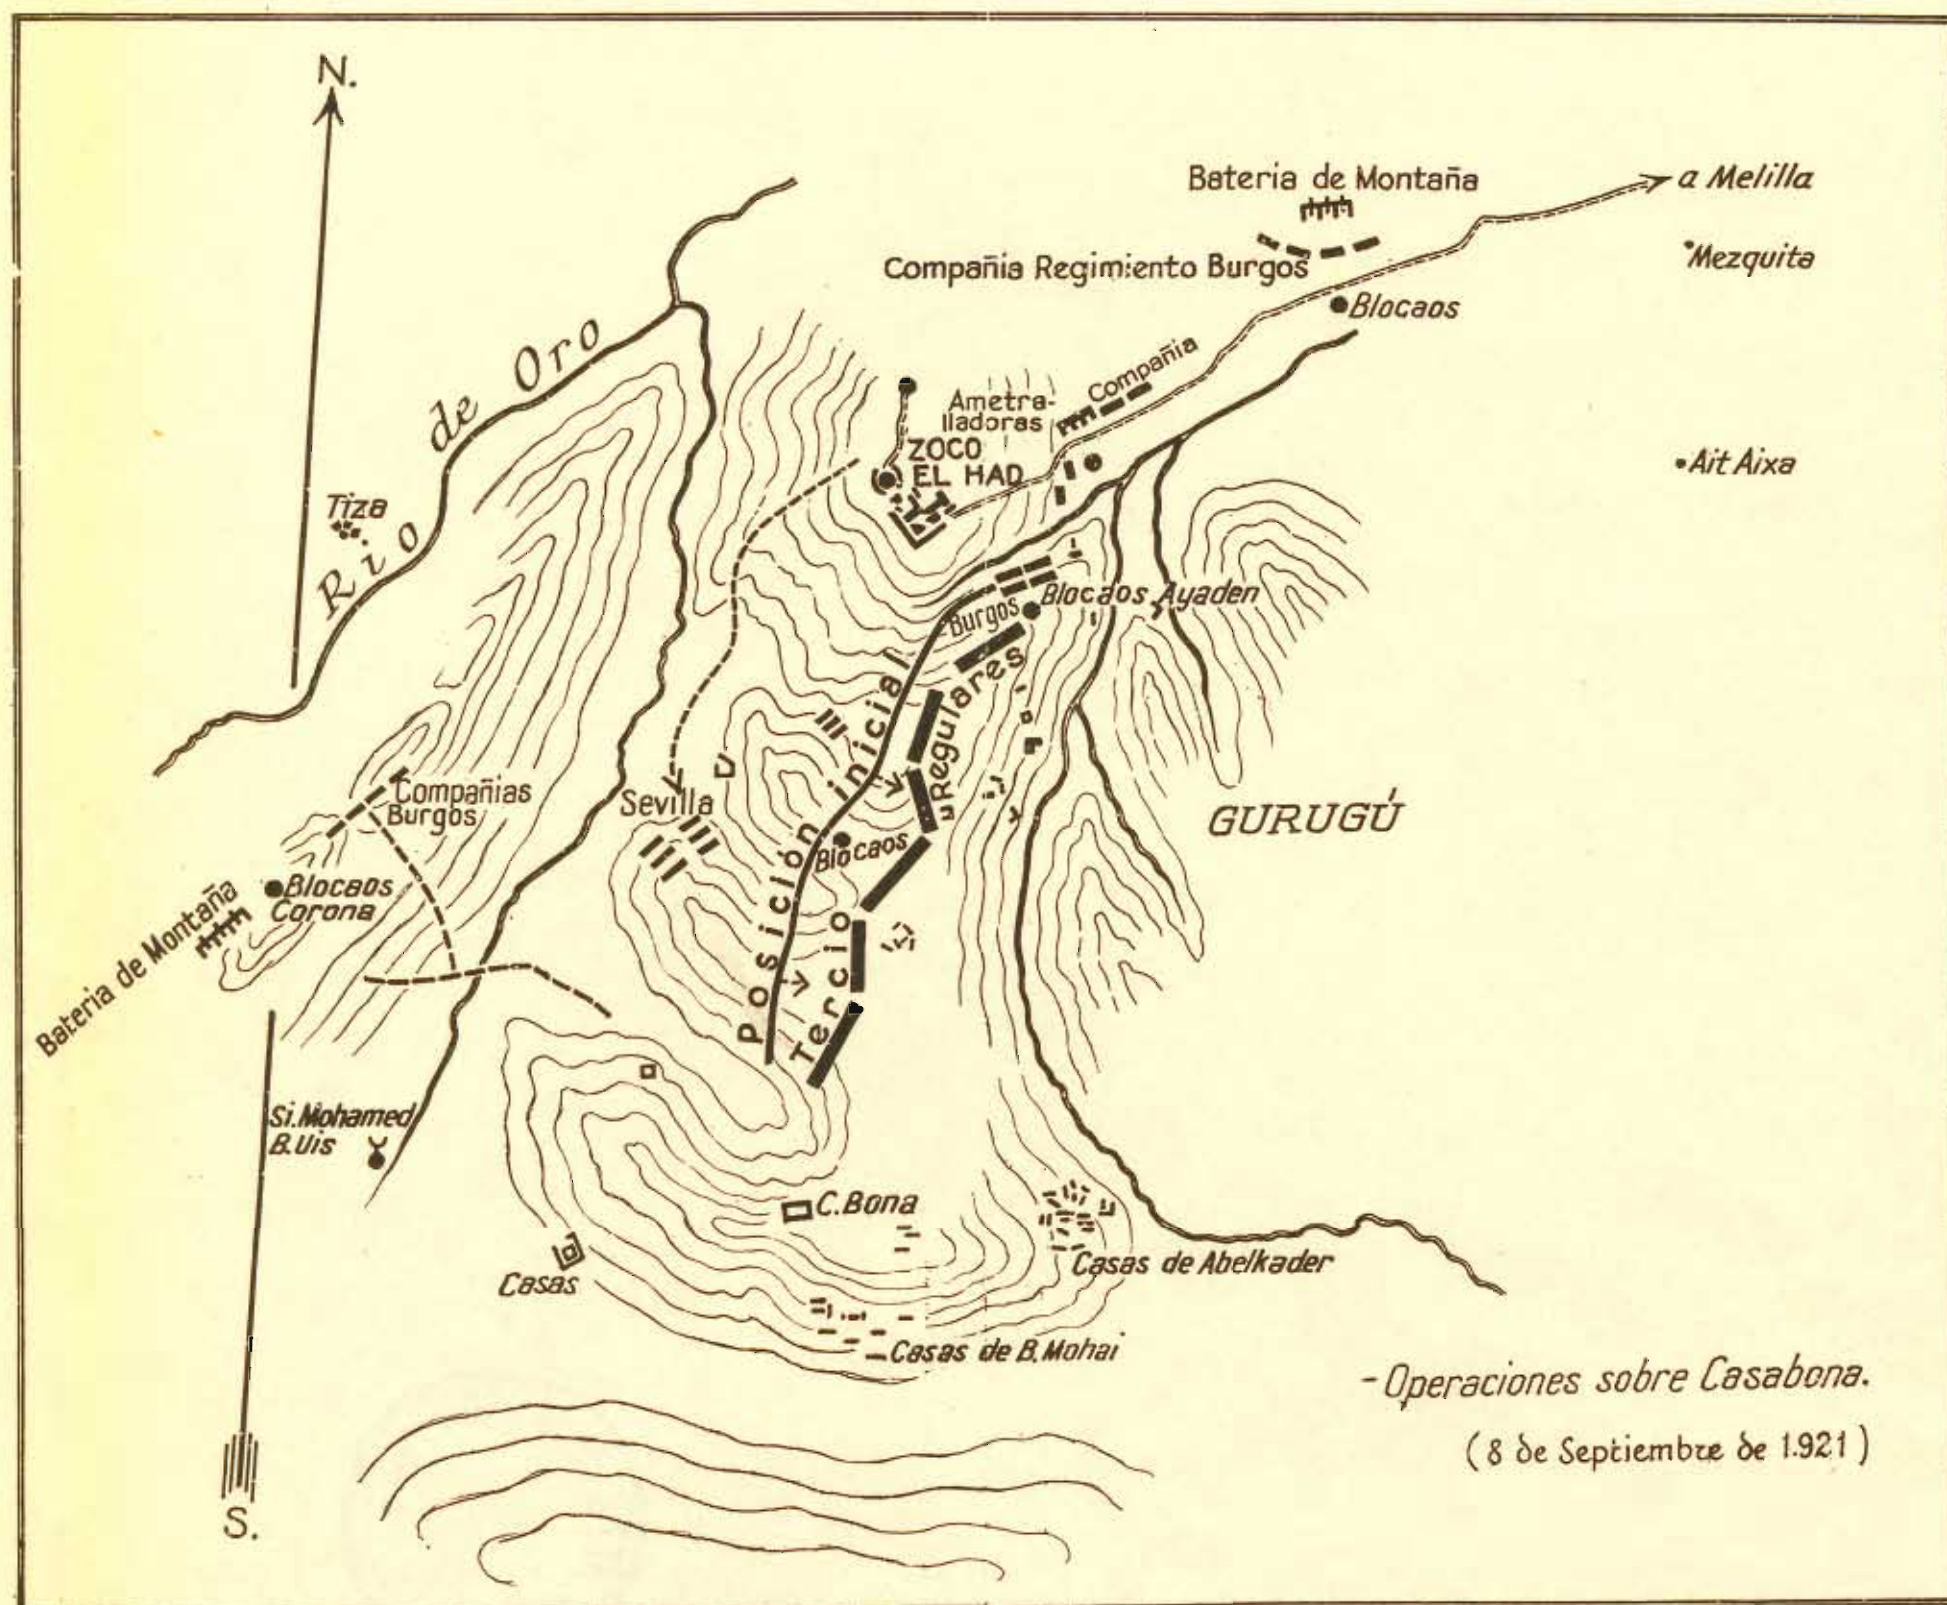 N.
Bateria de Montaña
a Melilla
Compañia Regimiento Burgos
Mezquita
Blocaos
Rio de Oro
Compañia
Ametra-
lladoras
ZOCO
EL HAD
Ait Aixa
Tiza
Blocaos Ayaden
Burgos
Regulares
Posición inicial
Compañias
Burgos
Sevilla
GURUGÚ
Blocaos
Blocaos
Corona
Bateria de Montaña
Tercio
Si. Mohamed
B. Uis
C. Bona
Casas
Casas de Abelkader
Casas de B. Mohai
- Operaciones sobre Casabona.
(8 de Septiembre de 1.921)
S.